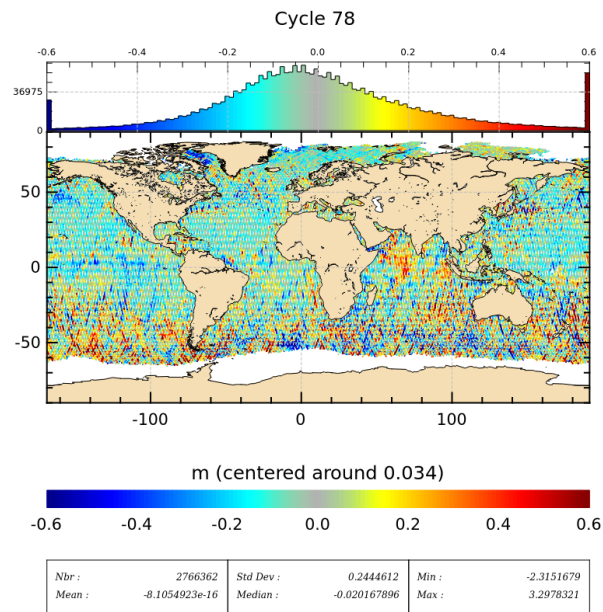 Cycle 78
-0.6 -0.4 -0.2 0.0 0.2 0.4 0.6
36975
0
50
0
-50
-100 0 100
m (centered around 0.034)
-0.6 -0.4 -0.2 0.0 0.2 0.4 0.6
Nbr : 2766362 Std Dev : 0.2444612 Min : -2.3151679
Mean : -8.1054923e-16 Median : -0.020167896 Max : 3.2978321